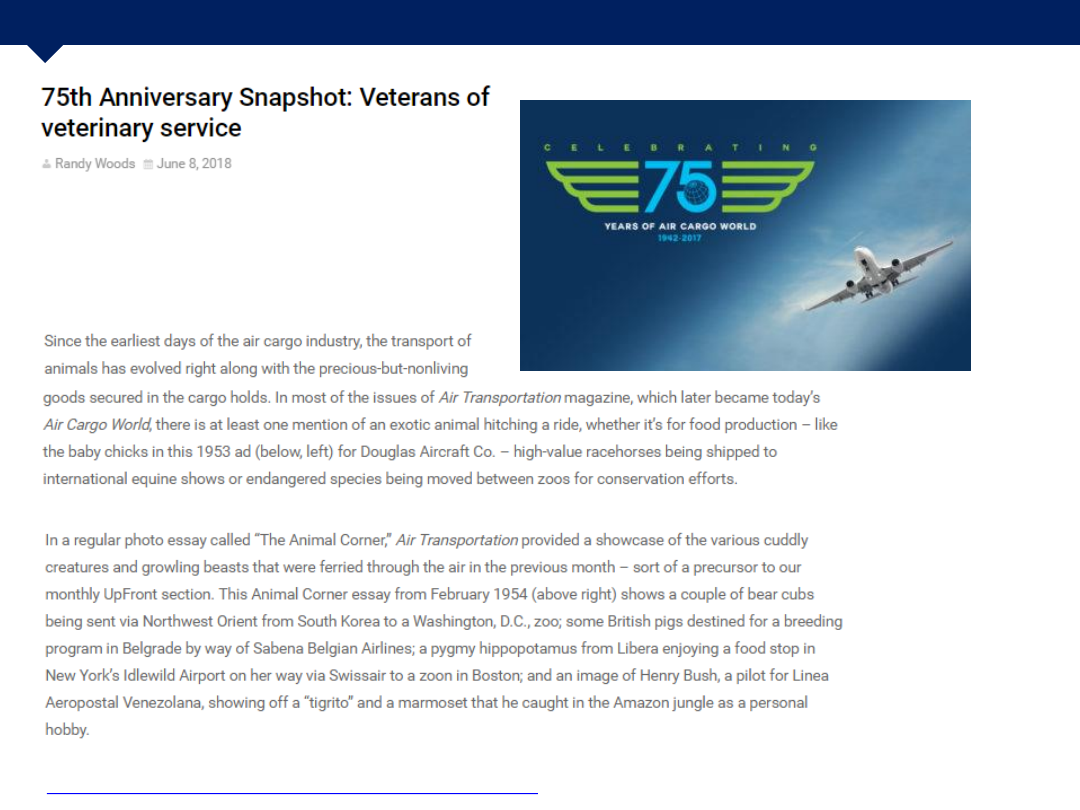 75th Anniversary Snapshot: Veterans of
veterinary service
Randy Woods June 8, 2018
CELEBRATING
75
YEARS OF AIR CARGO WORLD
1942-2017
Since the earliest days of the air cargo industry, the transport of
animals has evolved right along with the precious-but-nonliving
goods secured in the cargo holds. In most of the issues of Air Transportation magazine, which later became today's
Air Cargo World, there is at least one mention of an exotic animal hitching a ride, whether it's for food production – like
the baby chicks in this 1953 ad (below, left) for Douglas Aircraft Co. – high-value racehorses being shipped to
international equine shows or endangered species being moved between zoos for conservation efforts.
In a regular photo essay called “The Animal Corner,” Air Transportation provided a showcase of the various cuddly
creatures and growling beasts that were ferried through the air in the previous month – sort of a precursor to our
monthly UpFront section. This Animal Corner essay from February 1954 (above right) shows a couple of bear cubs
being sent via Northwest Orient from South Korea to a Washington, D.C., zoo; some British pigs destined for a breeding
program in Belgrade by way of Sabena Belgian Airlines; a pygmy hippopotamus from Libera enjoying a food stop in
New York's Idlewild Airport on her way via Swissair to a zoon in Boston; and an image of Henry Bush, a pilot for Linea
Aeropostal Venezolana, showing off a “tigrito” and a marmoset that he caught in the Amazon jungle as a personal
hobby.